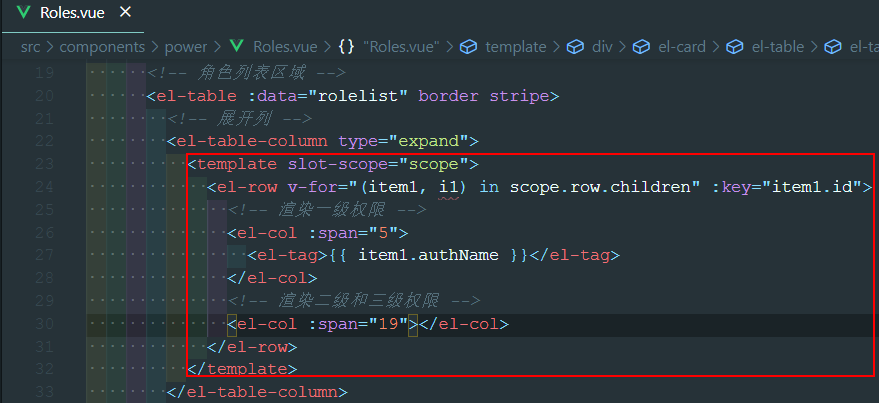 Roles.vue ×
src > components > power > Roles.vue > {} "Roles.vue" > template > div > el-card > el-table > el-ta
19 <!-- 角色列表区域 -->
20 <el-table :data="rolelist" border stripe>
21 <!-- 展开列 -->
22 <el-table-column type="expand">
23 <template slot-scope="scope">
24 <el-row v-for="(item1, i1) in scope.row.children" :key="item1.id">
25 <!-- 渲染一级权限 -->
26 <el-col :span="5">
27 <el-tag>{{ item1.authName }}</el-tag>
28 </el-col>
29 <!-- 渲染二级和三级权限 -->
30 <el-col :span="19"></el-col>
31 </el-row>
32 </template>
33 </el-table-column>